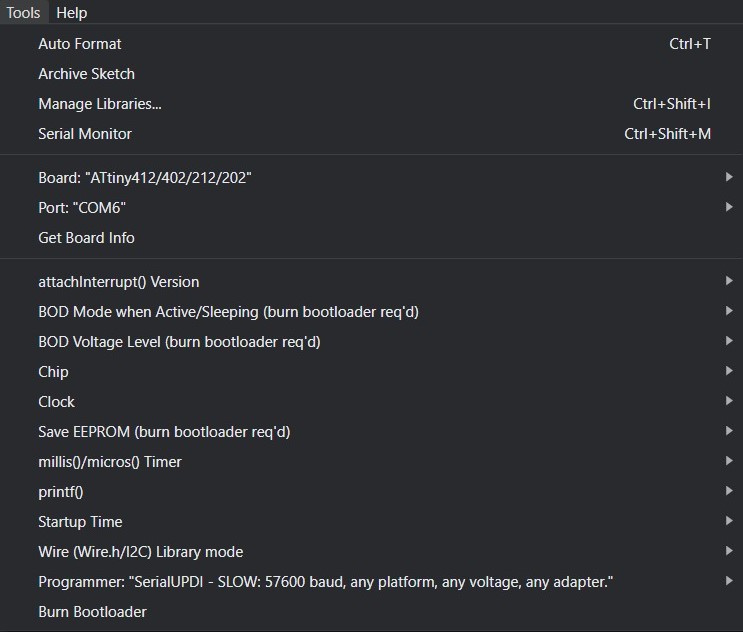 Tools Help
Auto Format Ctrl+T
Archive Sketch
Manage Libraries... Ctrl+Shift+I
Serial Monitor Ctrl+Shift+M
Board: "ATtiny412/402/212/202"
Port: "COM6"
Get Board Info
attachInterrupt() Version
BOD Mode when Active/Sleeping (burn bootloader req'd)
BOD Voltage Level (burn bootloader req'd)
Chip
Clock
Save EEPROM (burn bootloader req'd)
millis()/micros() Timer
printf()
Startup Time
Wire (Wire.h/I2C) Library mode
Programmer: "SerialUPDI - SLOW: 57600 baud, any platform, any voltage, any adapter."
Burn Bootloader